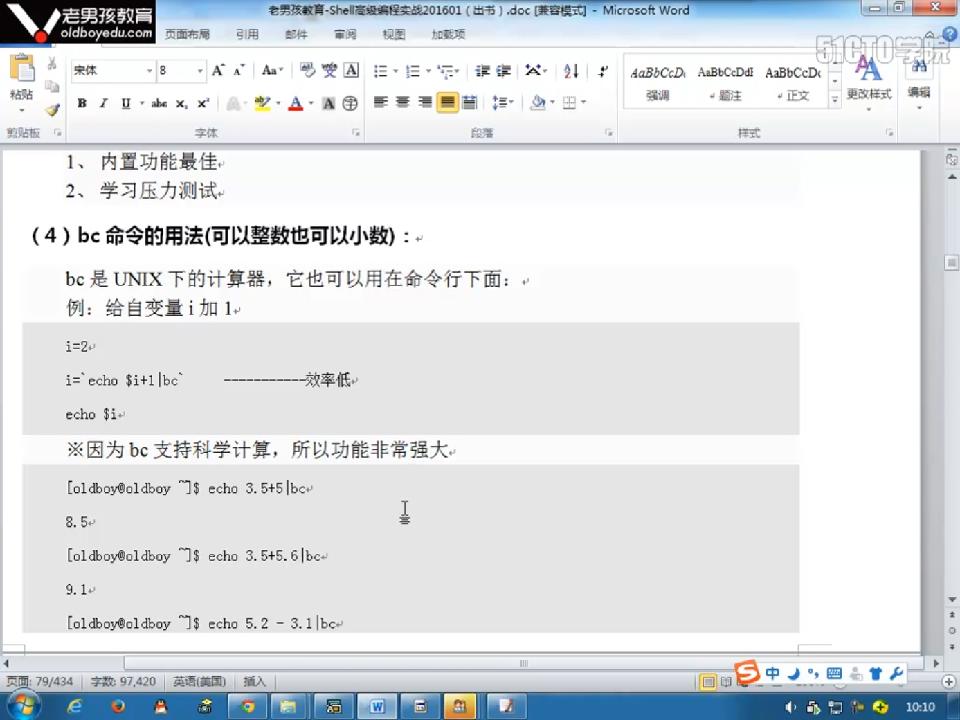 老男孩教育
oldboyedu.com
老男孩教育-Shell高级编程实战201601（出书）.doc [兼容模式] - Microsoft Word
51CTO学院
页面布局 引用 邮件 审阅 视图 加载项
粘贴 宋体 8 AaBbCcDc AaBbCcDdE AaBbCcDc
强调 题注 正文 更改样式 编辑
剪贴板 字体 段落 样式
1、 内置功能最佳
2、 学习压力测试
（4）bc 命令的用法(可以整数也可以小数)：
bc 是 UNIX 下的计算器，它也可以用在命令行下面：
例：给自变量 i 加 1
i=2
i=`echo $i+1|bc` -----------效率低
echo $i
※因为 bc 支持科学计算，所以功能非常强大
[oldboy@oldboy ~]$ echo 3.5+5|bc
8.5
[oldboy@oldboy ~]$ echo 3.5+5.6|bc
9.1
[oldboy@oldboy ~]$ echo 5.2 - 3.1|bc
页面: 79/434 字数: 97,420 英语(美国) 插入 中
10:10